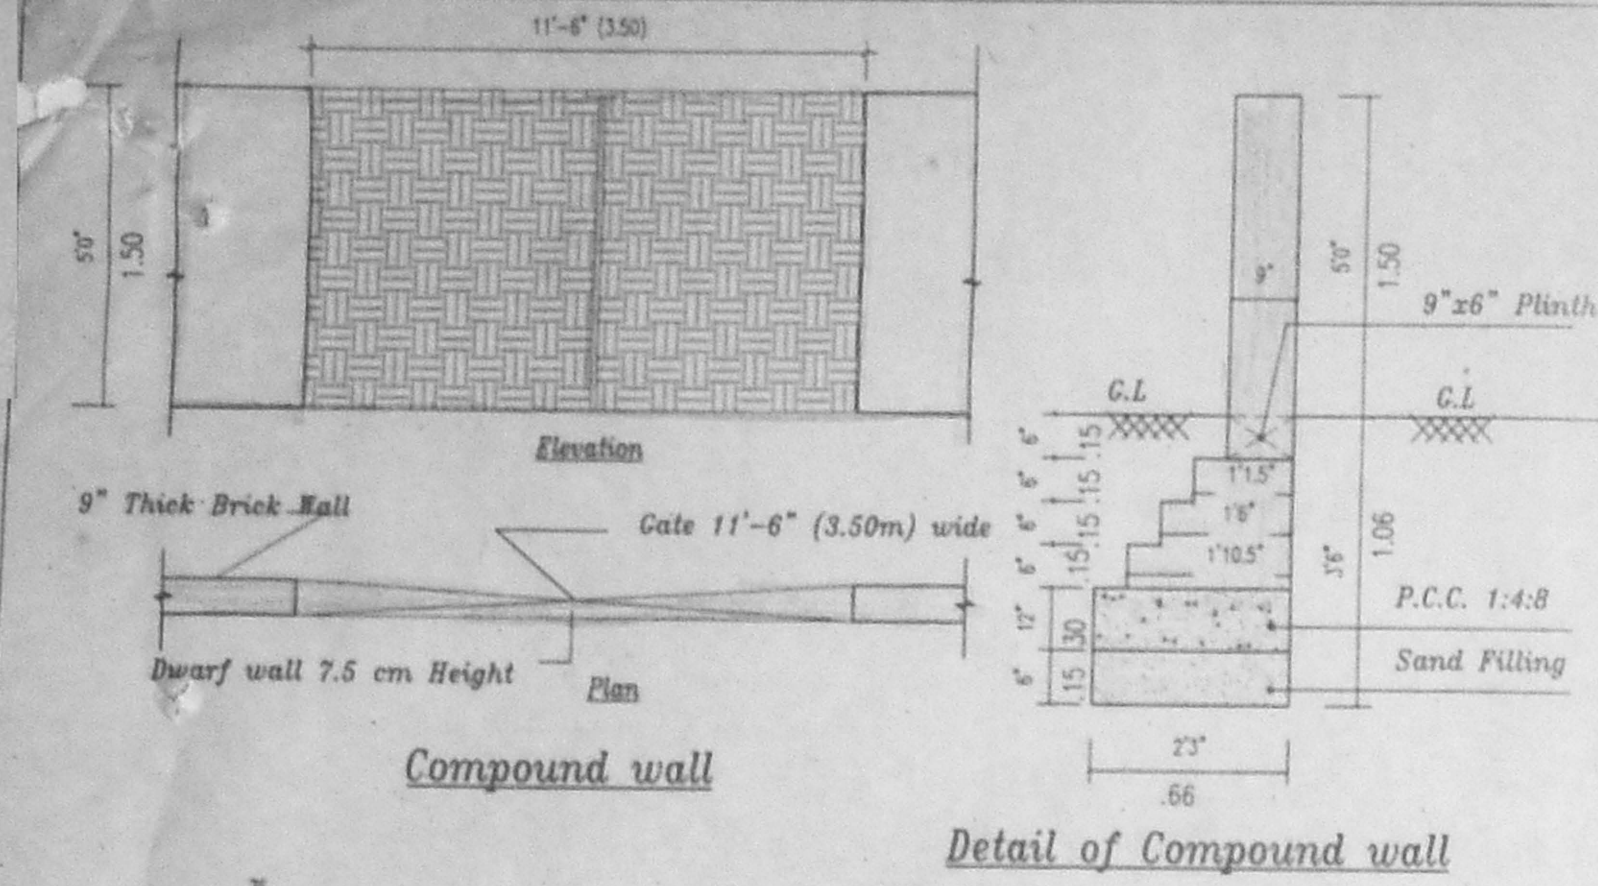 11'-6" (3.50)
5'0"
1.50
Elevation
9" Thick Brick Wall
Gate 11'-6" (3.50m) wide
Dwarf wall 7.5 cm Height
Plan
Compound wall
9"
5'0"
1.50
9"x6" Plinth
G.L
G.L
6" .15
6" .15
6" .15
6" .15
12" .30
6" .15
1'1.5"
1'6"
1'10.5"
3'6"
1.06
P.C.C. 1:4:8
Sand Filling
2'3"
.66
Detail of Compound wall